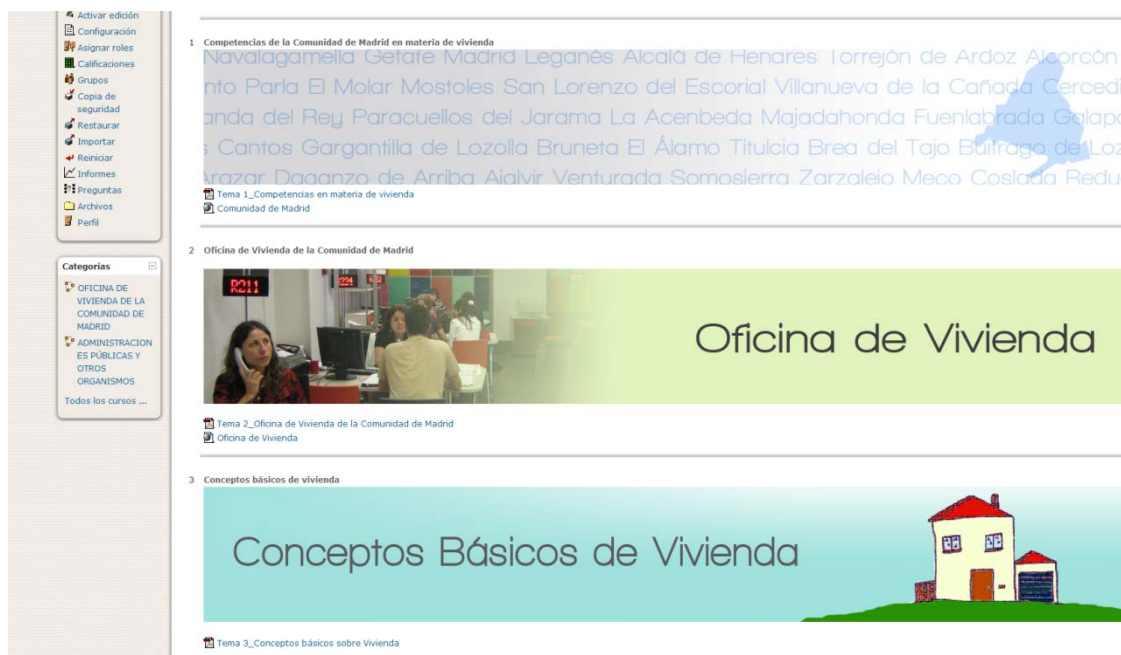 Activar edición
Configuración
Asignar roles
Calificaciones
Grupos
Copia de
seguridad
Restaurar
Importar
Reiniciar
Informes
Preguntas
Archivos
Perfil
Categorías
OFICINA DE
VIVIENDA DE LA
COMUNIDAD DE
MADRID
ADMINISTRACION
ES PÚBLICAS Y
OTROS
ORGANISMOS
Todos los cursos ...
1 Competencias de la Comunidad de Madrid en materia de vivienda
Navalagamella Getafe Madrid Leganés Alcalá de Henares Torrejón de Ardoz Alcorcón
nto Parla El Molar Mostoles San Lorenzo del Escorial Villanueva de la Cañada Cercedi
anda del Rey Paracuellos del Jarama La Acenbeda Majadahonda Fuenlabrada Galapa
s Cantos Gargantilla de Lozolla Bruneta El Álamo Titulcia Brea del Tajo Buitrago de Loz
Arazar Daganzo de Arriba Ajalvir Venturada Somosierra Zarzalejo Meco Coslada Redu
Tema 1_Competencias en materia de vivienda
Comunidad de Madrid
2 Oficina de Vivienda de la Comunidad de Madrid
R211
224
Oficina de Vivienda
Tema 2_Oficina de Vivienda de la Comunidad de Madrid
Oficina de Vivienda
3 Conceptos básicos de vivienda
Conceptos Básicos de Vivienda
Tema 3_Conceptos básicos sobre Vivienda